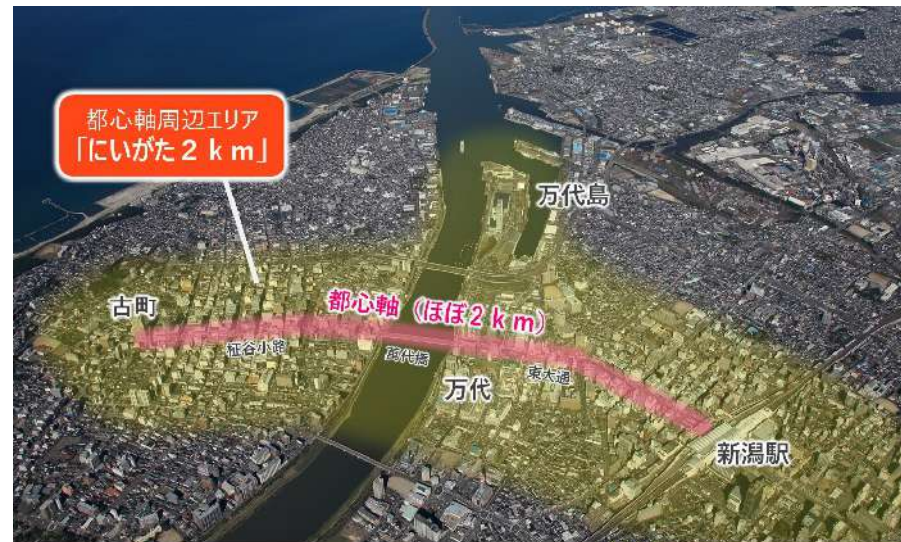 都心軸周辺エリア
「にいがた2km」
万代島
古町
都心軸（ほぼ2km）
柾谷小路
萬代橋
東大通
万代
新潟駅